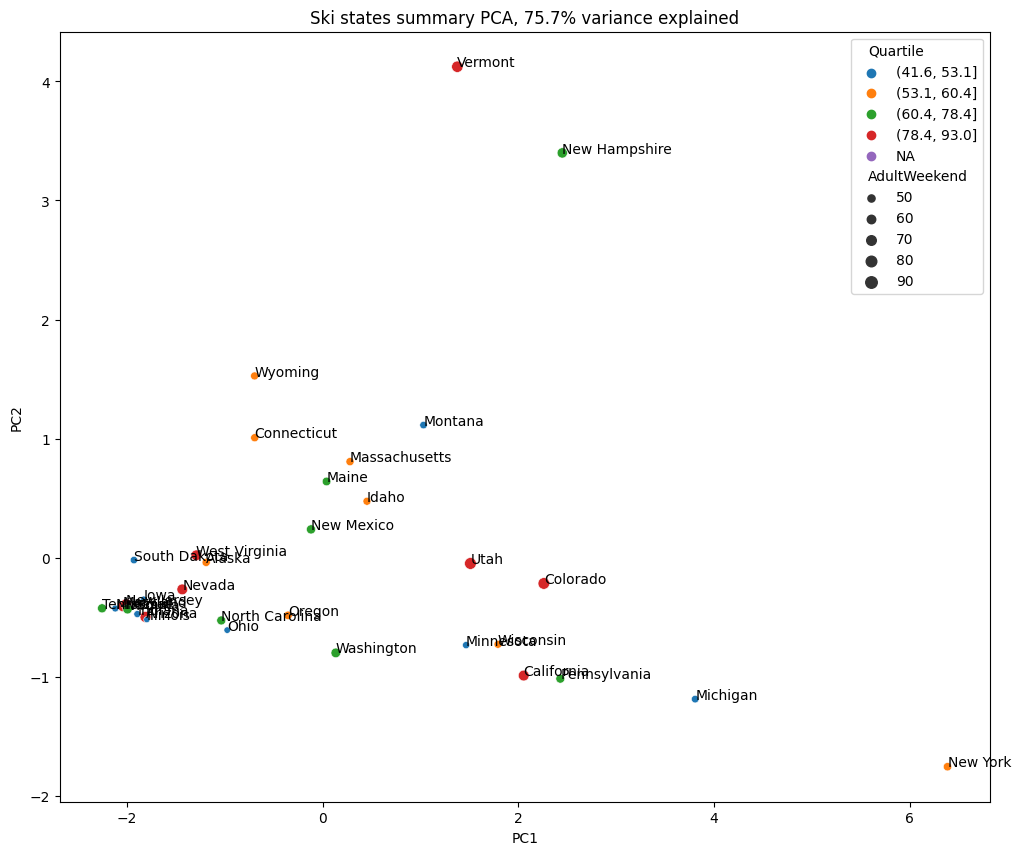 Ski states summary PCA, 75.7% variance explained
Quartile
(41.6, 53.1]
(53.1, 60.4]
(60.4, 78.4]
(78.4, 93.0]
NA
AdultWeekend
50
60
70
80
90
Vermont
New Hampshire
Wyoming
Montana
Connecticut
Massachusetts
Maine
Idaho
New Mexico
West Virginia
South Dakota
Alaska
Utah
Colorado
Nevada
Iowa
New Jersey
Illinois
North Carolina
Oregon
Ohio
Washington
Minnesota
Wisconsin
California
Pennsylvania
Michigan
New York
4
3
2
1
0
−1
−2
PC2
−2
0
2
4
6
PC1